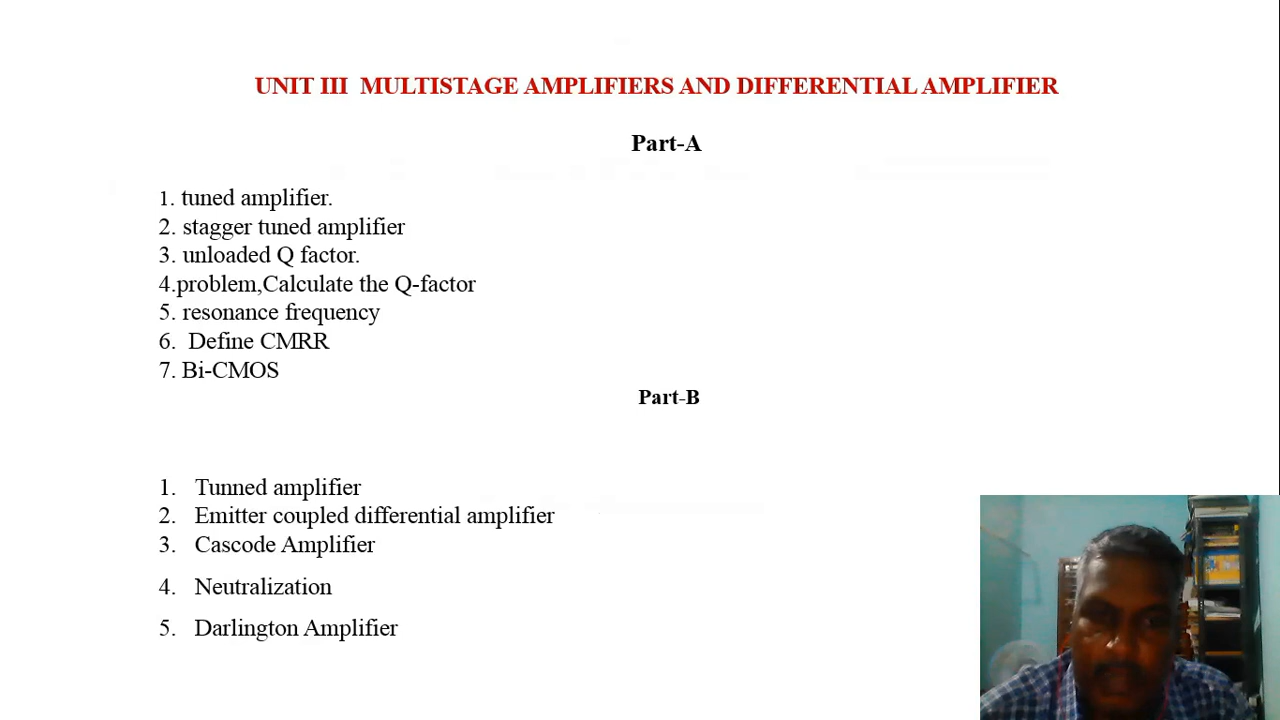 UNIT III MULTISTAGE AMPLIFIERS AND DIFFERENTIAL AMPLIFIER
Part-A
1. tuned amplifier.
2. stagger tuned amplifier
3. unloaded Q factor.
4.problem,Calculate the Q-factor
5. resonance frequency
6. Define CMRR
7. Bi-CMOS
Part-B
1. Tunned amplifier
2. Emitter coupled differential amplifier
3. Cascode Amplifier
4. Neutralization
5. Darlington Amplifier